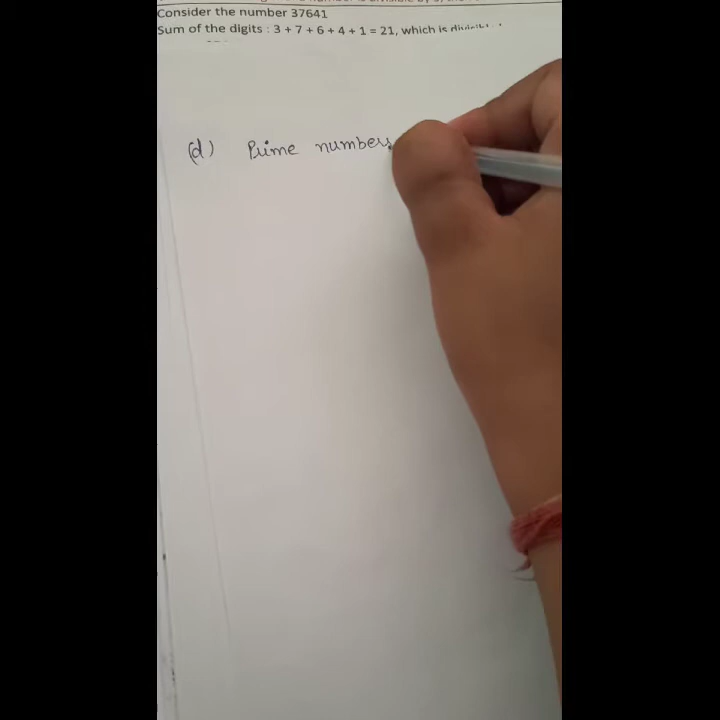 Consider the number 37641
Sum of the digits : 3 + 7 + 6 + 4 + 1 = 21, which is
(d) Prime numbers